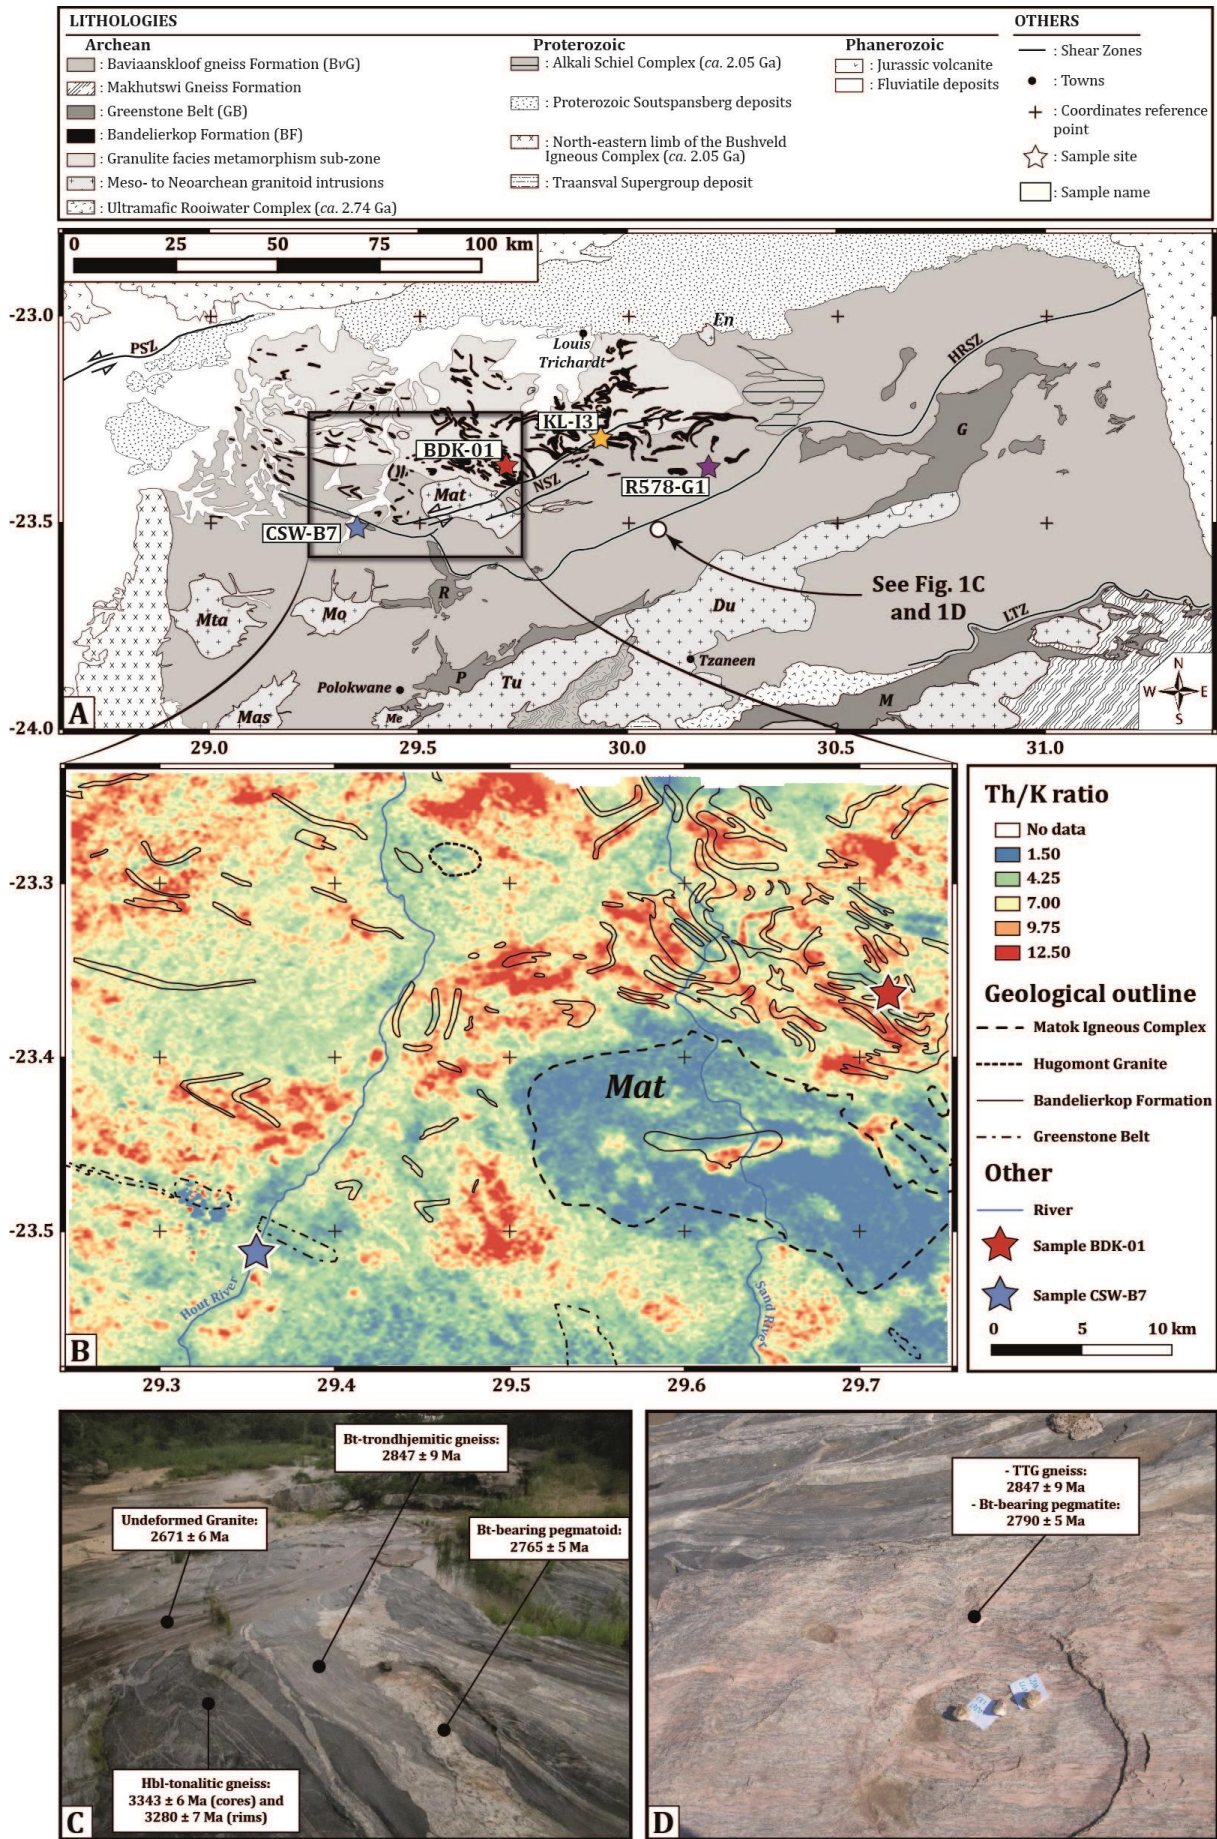 LITHOLOGIES
Archean
: Baviaanskloof gneiss Formation (BvG)
: Makhutswi Gneiss Formation
: Greenstone Belt (GB)
: Bandelierkop Formation (BF)
: Granulite facies metamorphism sub-zone
: Meso- to Neoarchean granitoid intrusions
: Ultramafic Rooiwater Complex (ca. 2.74 Ga)
Proterozoic
: Alkali Schiel Complex (ca. 2.05 Ga)
: Proterozoic Soutspansberg deposits
: North-eastern limb of the Bushveld
Igneous Complex (ca. 2.05 Ga)
: Traansval Supergroup deposit
Phanerozoic
: Jurassic volcanite
: Fluviatile deposits
OTHERS
: Shear Zones
: Towns
: Coordinates reference
point
: Sample site
: Sample name
0 25 50 75 100 km
-23.0
-23.5
-24.0
PSZ
Louis
Trichardt
En
HRSZ
KL-I3
BDK-01
G
NSZ
R578-G1
Mat
CSW-B7
See Fig. 1C
and 1D
R
Mta
Mo
Du
LTZ
Tzaneen
Polokwane
P
Tu
M
Mas
Me
N
W E
S
A
29.0 29.5 30.0 30.5 31.0
-23.3
-23.4
-23.5
Mat
Hout River
Sand River
B
29.3 29.4 29.5 29.6 29.7
Th/K ratio
No data
1.50
4.25
7.00
9.75
12.50
Geological outline
Matok Igneous Complex
Hugomont Granite
Bandelierkop Formation
Greenstone Belt
Other
River
Sample BDK-01
Sample CSW-B7
0 5 10 km
Bt-trondhjemitic gneiss:
2847 ± 9 Ma
Undeformed Granite:
2671 ± 6 Ma
Bt-bearing pegmatoid:
2765 ± 5 Ma
Hbl-tonalitic gneiss:
3343 ± 6 Ma (cores) and
3280 ± 7 Ma (rims)
C
- TTG gneiss:
2847 ± 9 Ma
- Bt-bearing pegmatite:
2790 ± 5 Ma
D